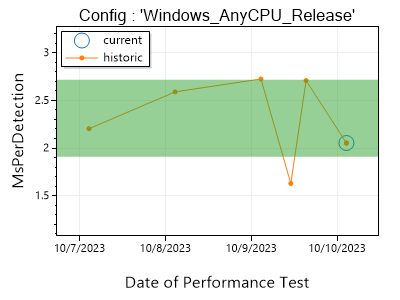 Config : 'Windows_AnyCPU_Release'
current
historic
MsPerDetection
3
2.5
2
1.5
10/7/2023
10/8/2023
10/9/2023
10/10/2023
Date of Performance Test